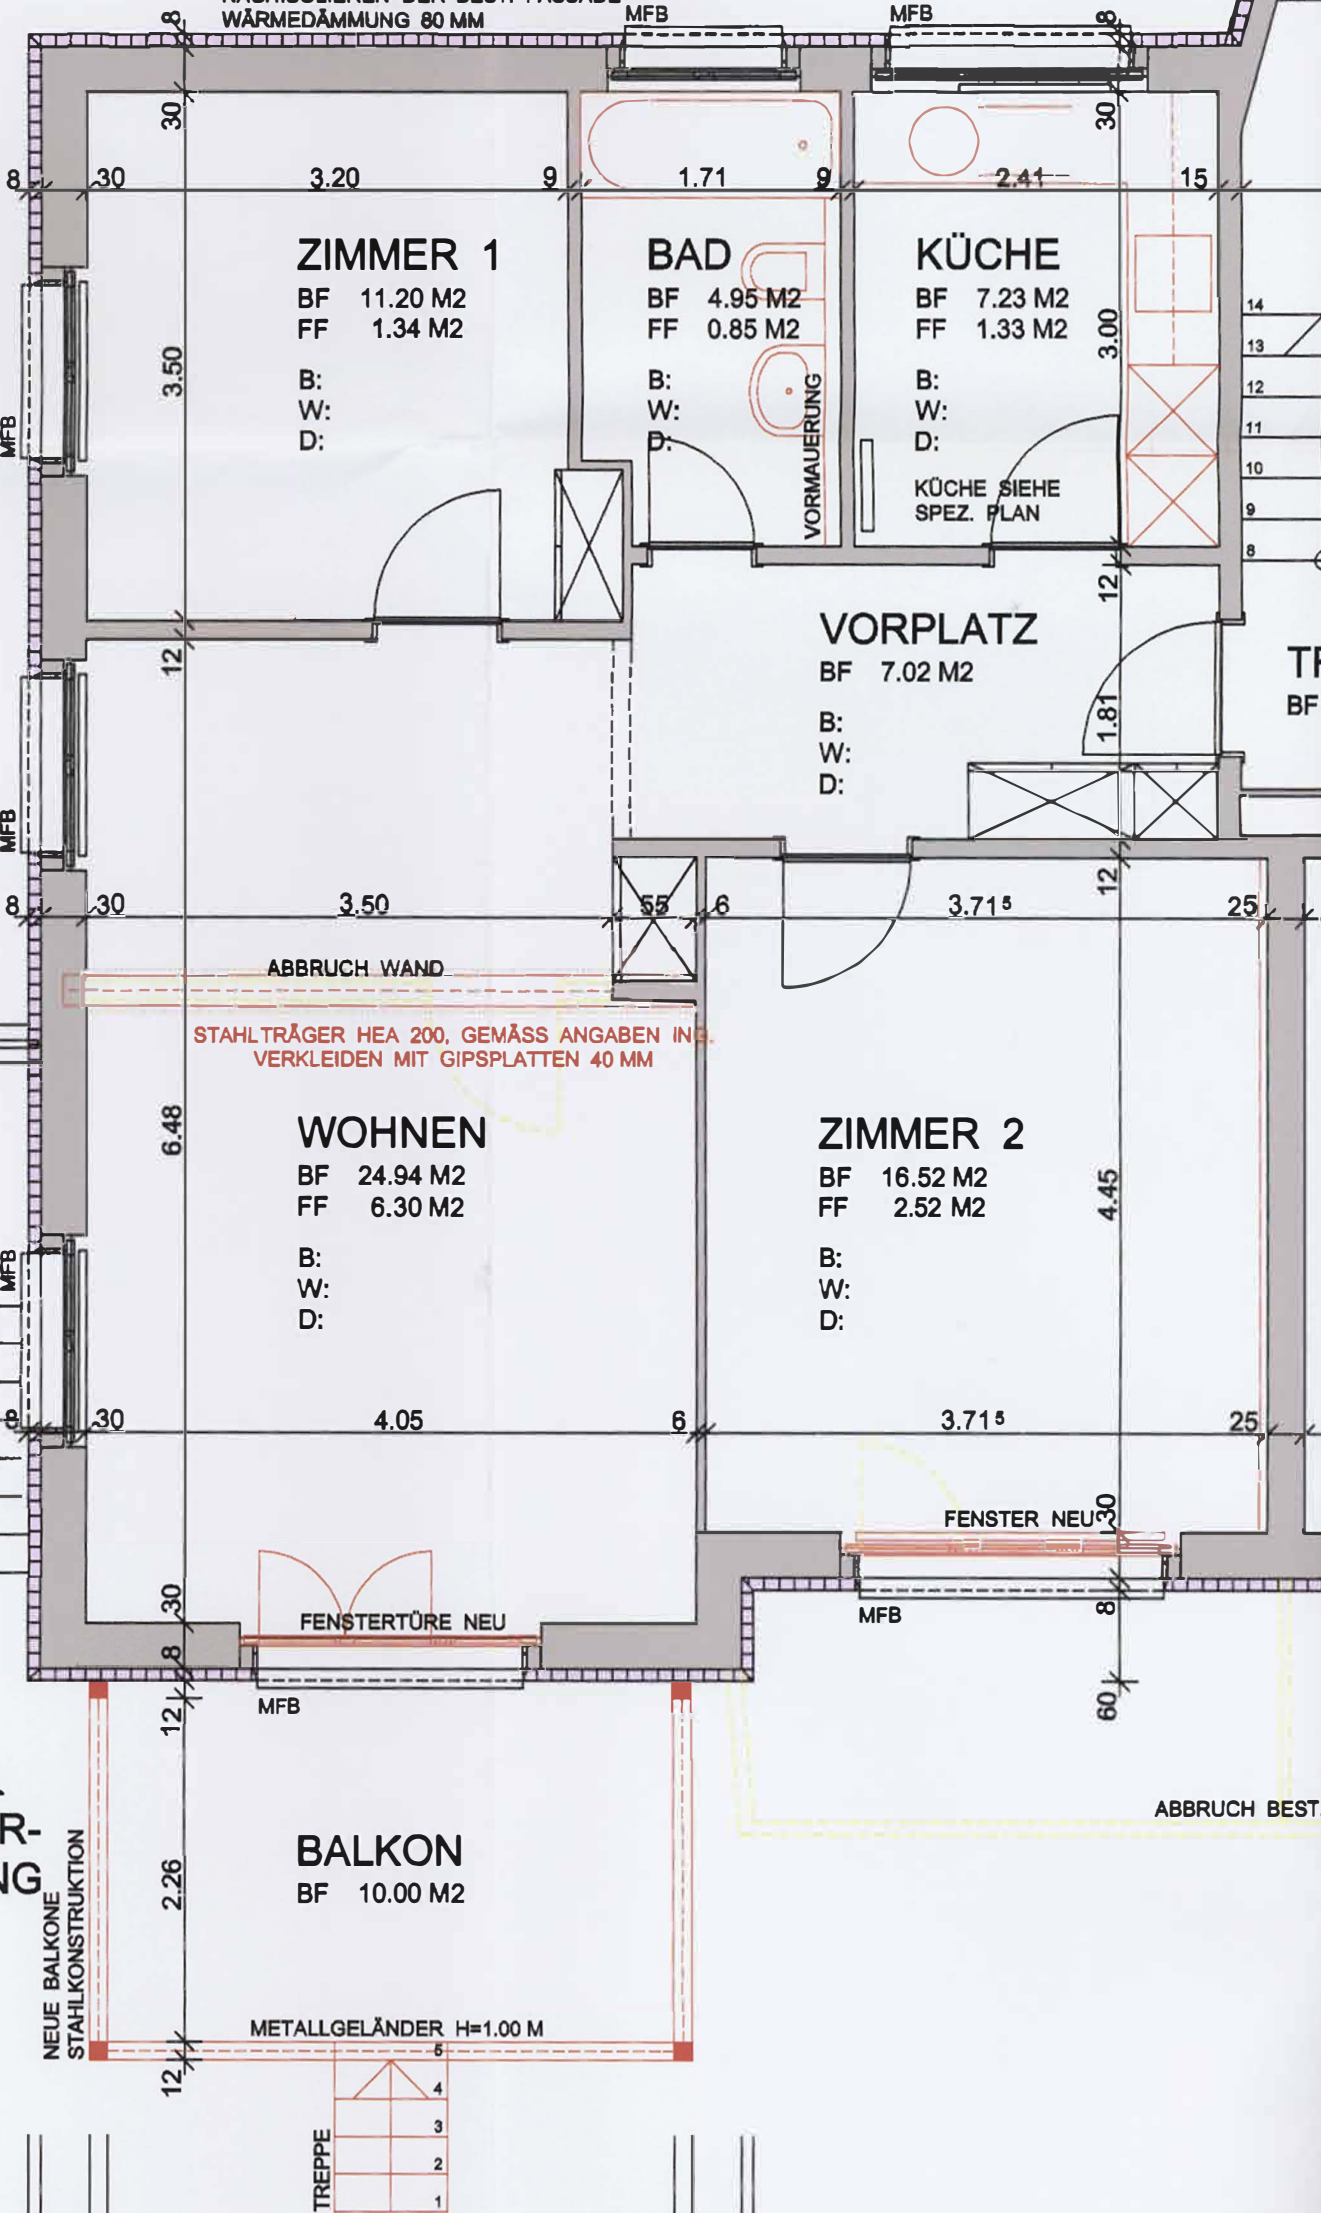 WÄRMEDÄMMUNG 80 MM
MFB
MFB
8
8
30
30
8
30
3.20
9
1.71
9
2.41
15
ZIMMER 1
BF 11.20 M2
FF 1.34 M2
B:
W:
D:
BAD
BF 4.95 M2
FF 0.85 M2
B:
W:
D:
VORMAUERUNG
KÜCHE
BF 7.23 M2
FF 1.33 M2
B:
W:
D:
KÜCHE SIEHE
SPEZ. PLAN
3.50
3.00
MFB
14
13
12
11
10
9
8
12
12
VORPLATZ
BF 7.02 M2
B:
W:
D:
1.81
BF
MFB
12
8
30
3.50
55
6
3.71⁵
25
ABBRUCH WAND
STAHLTRÄGER HEA 200, GEMÄSS ANGABEN ING.
VERKLEIDEN MIT GIPSPLATTEN 40 MM
6.48
WOHNEN
BF 24.94 M2
FF 6.30 M2
B:
W:
D:
ZIMMER 2
BF 16.52 M2
FF 2.52 M2
B:
W:
D:
4.45
MFB
30
4.05
6
3.71⁵
25
FENSTER NEU
30
30
FENSTERTÜRE NEU
8
8
MFB
MFB
12
60
ABBRUCH BEST.
BALKON
BF 10.00 M2
2.26
NEUE BALKONE
STAHLKONSTRUKTION
METALLGELÄNDER H=1.00 M
12
5
4
3
2
1
TREPPE